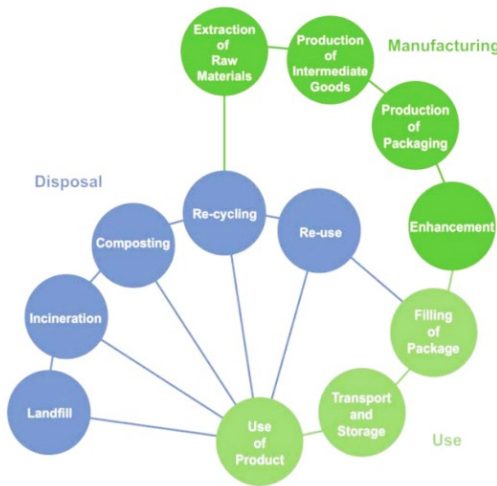 Extraction
of
Raw
Materials
Production
of
Intermediate
Goods
Manufacturing
Production
of
Packaging
Disposal
Re-cycling
Re-use
Composting
Enhancement
Incineration
Filling
of
Package
Landfill
Transport
and
Storage
Use
of
Product
Use